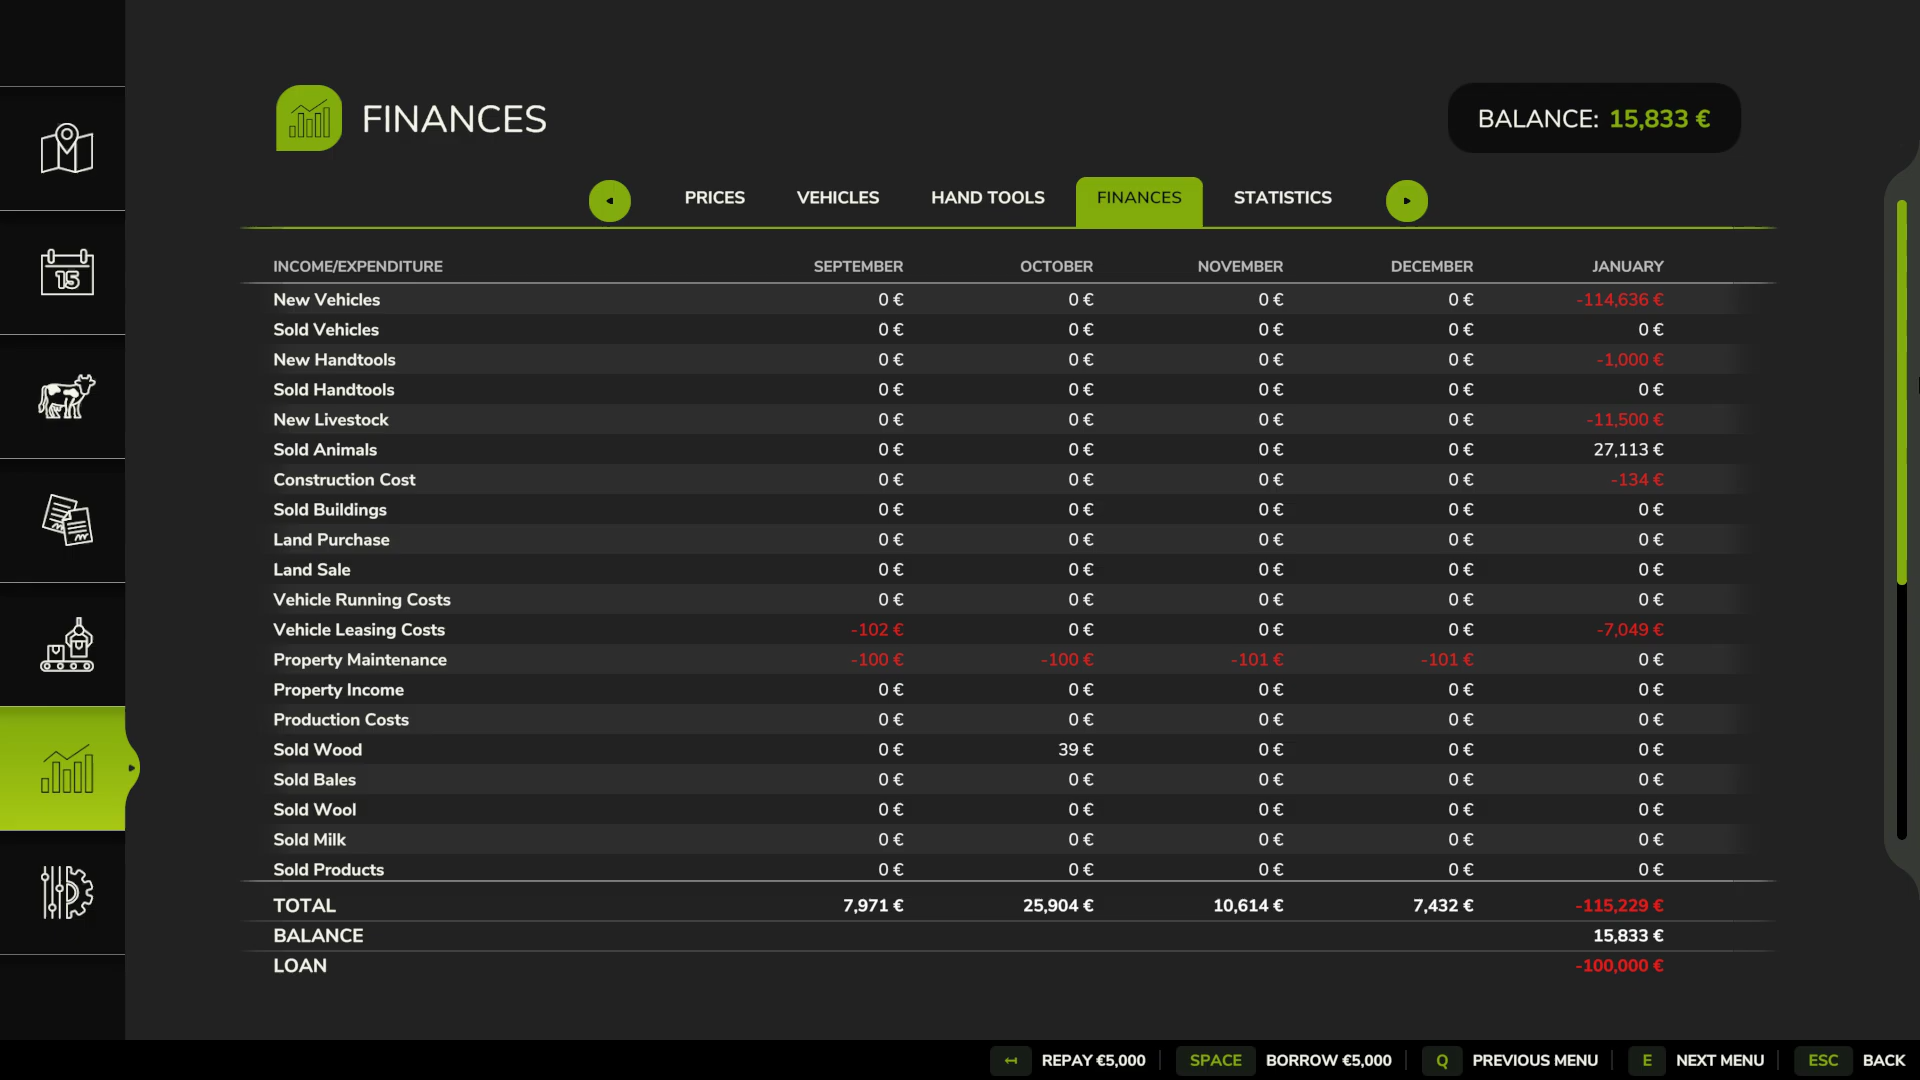 FINANCES
BALANCE: 15,833 €
PRICES VEHICLES HAND TOOLS FINANCES STATISTICS
INCOME/EXPENDITURE SEPTEMBER OCTOBER NOVEMBER DECEMBER JANUARY
New Vehicles 0 € 0 € 0 € 0 € -114,636 €
Sold Vehicles 0 € 0 € 0 € 0 € 0 €
New Handtools 0 € 0 € 0 € 0 € -1,000 €
Sold Handtools 0 € 0 € 0 € 0 € 0 €
New Livestock 0 € 0 € 0 € 0 € -11,500 €
Sold Animals 0 € 0 € 0 € 0 € 27,113 €
Construction Cost 0 € 0 € 0 € 0 € -134 €
Sold Buildings 0 € 0 € 0 € 0 € 0 €
Land Purchase 0 € 0 € 0 € 0 € 0 €
Land Sale 0 € 0 € 0 € 0 € 0 €
Vehicle Running Costs 0 € 0 € 0 € 0 € 0 €
Vehicle Leasing Costs -102 € 0 € 0 € 0 € -7,049 €
Property Maintenance -100 € -100 € -101 € -101 € 0 €
Property Income 0 € 0 € 0 € 0 € 0 €
Production Costs 0 € 0 € 0 € 0 € 0 €
Sold Wood 0 € 39 € 0 € 0 € 0 €
Sold Bales 0 € 0 € 0 € 0 € 0 €
Sold Wool 0 € 0 € 0 € 0 € 0 €
Sold Milk 0 € 0 € 0 € 0 € 0 €
Sold Products 0 € 0 € 0 € 0 € 0 €
TOTAL 7,971 € 25,904 € 10,614 € 7,432 € -115,229 €
BALANCE 15,833 €
LOAN -100,000 €
15
REPAY €5,000 SPACE BORROW €5,000 Q PREVIOUS MENU E NEXT MENU ESC BACK